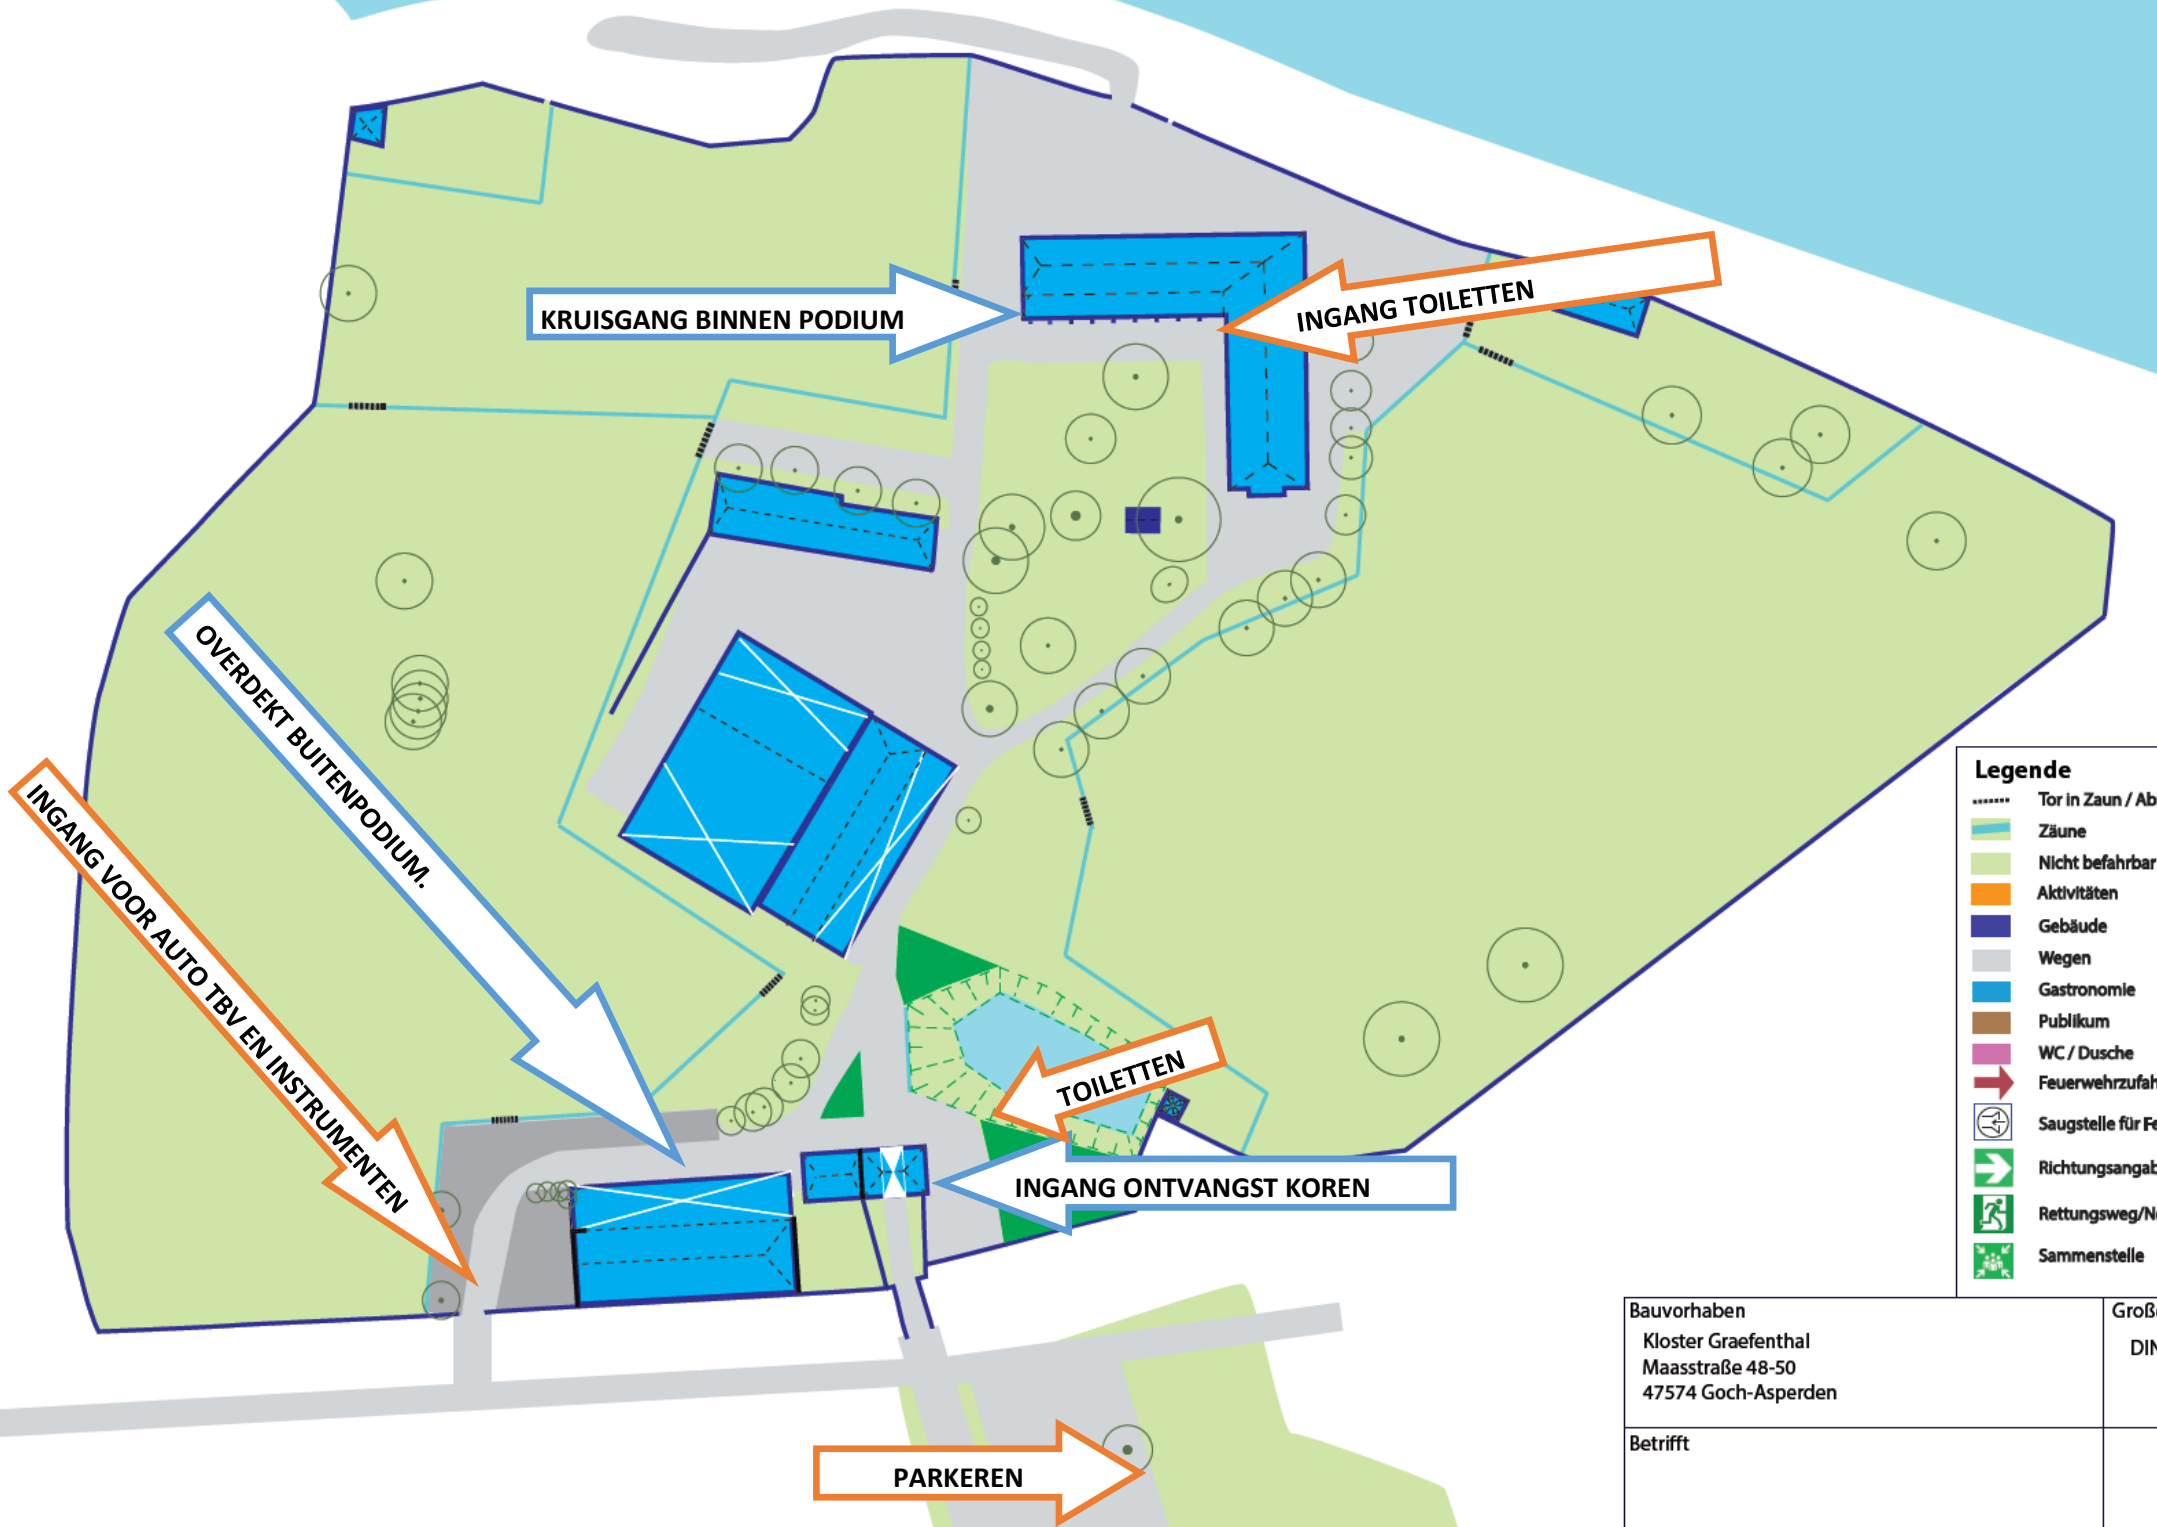 KRUISGANG BINNEN PODIUM
INGANG TOILETTEN
OVERDEKT BUITENPODIUM.
INGANG VOOR AUTO TBV EN INSTRUMENTEN
TOILETTEN
INGANG ONTVANGST KOREN
PARKEREN
Legende
Tor in Zaun / Ab
Zäune
Nicht befahrbar
Aktivitäten
Gebäude
Wegen
Gastronomie
Publikum
WC / Dusche
Feuerwehrzufah
Saugstelle für Fe
Richtungsangab
Rettungsweg/N
Sammenstelle
Bauvorhaben
Kloster Graefenthal
Maasstraße 48-50
47574 Goch-Asperden
Groß
DIN
Betrifft